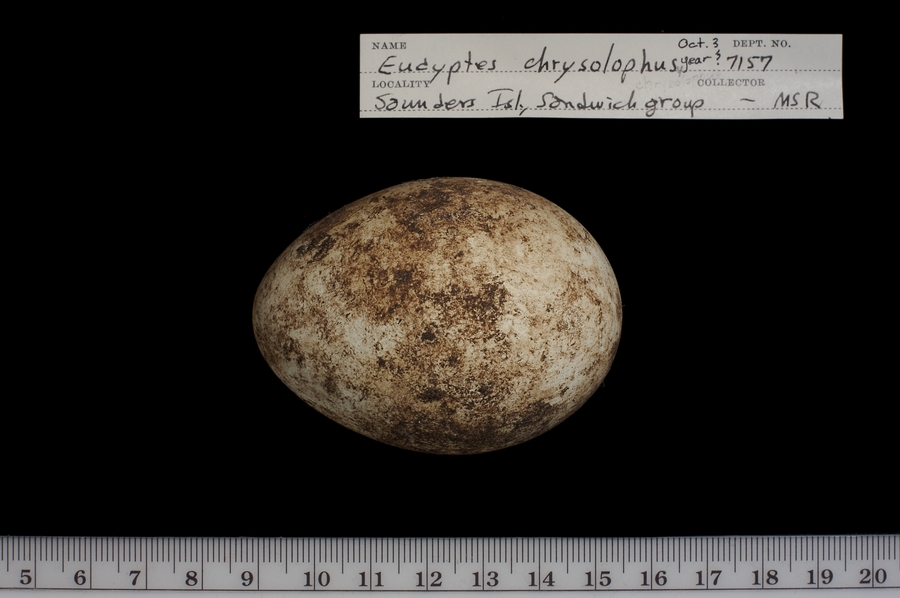 NAME Oct. 3 DEPT. NO.
Eudyptes chrysolophus year? 7157
LOCALITY COLLECTOR
Saunders Isl, Sandwich group — MSR
5 6 7 8 9 10 11 12 13 14 15 16 17 18 19 20